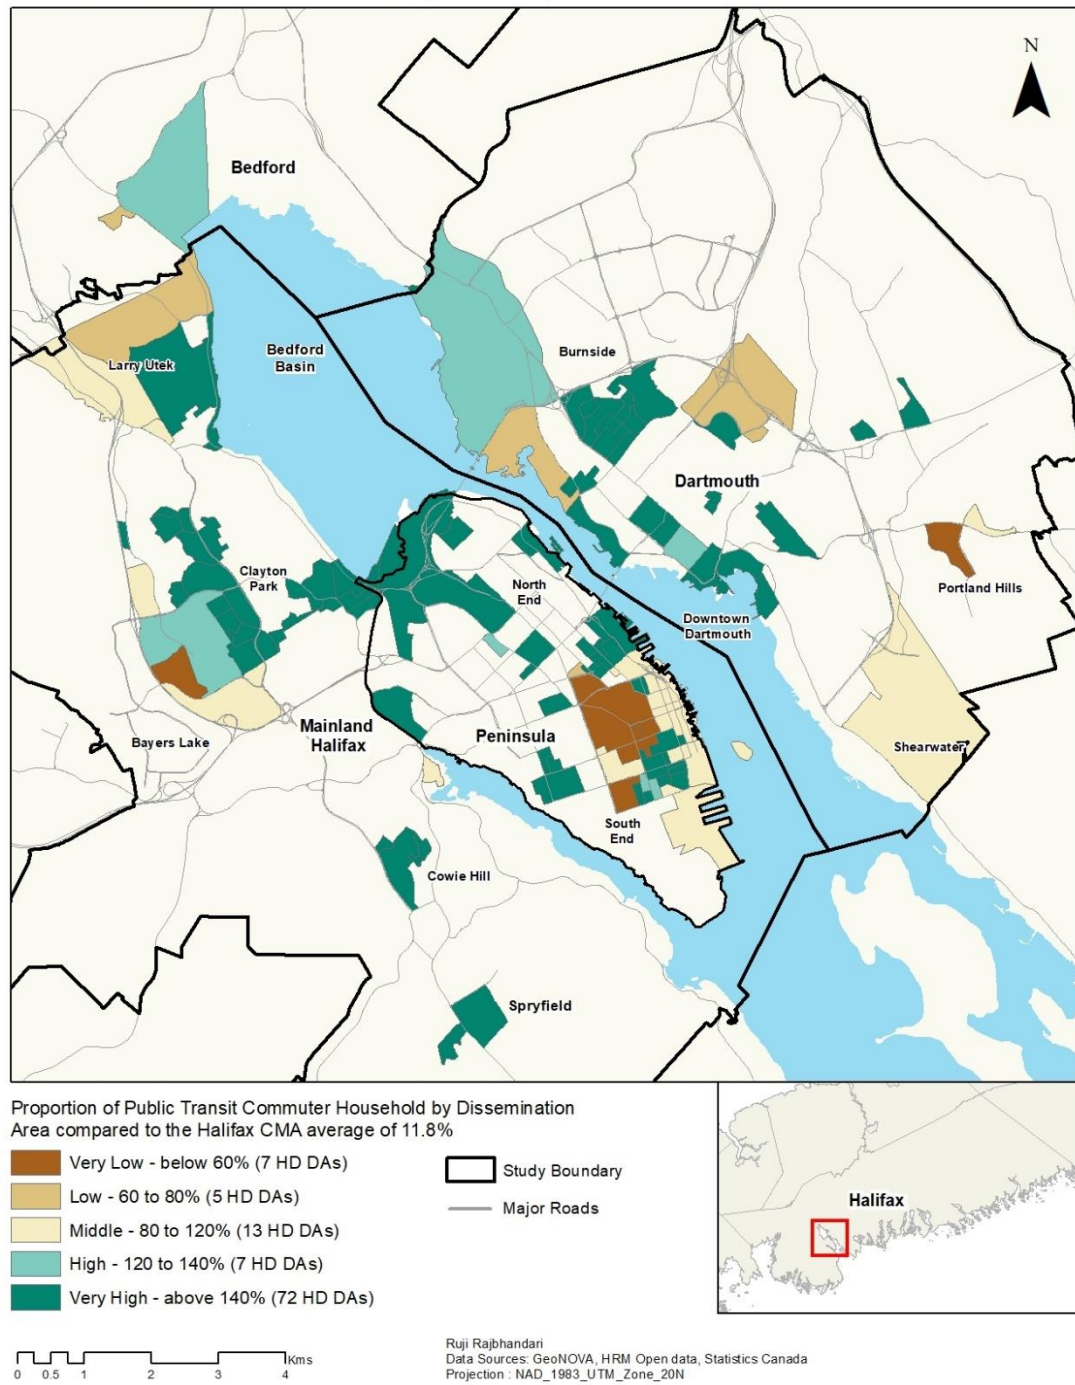 N
Bedford
Larry Utek
Bedford
Basin
Burnside
Dartmouth
Clayton
Park
North
End
Portland Hills
Downtown
Dartmouth
Bayers Lake
Mainland
Halifax
Peninsula
Shearwater
South
End
Cowie Hill
Spryfield
Proportion of Public Transit Commuter Household by Dissemination
Area compared to the Halifax CMA average of 11.8%
Very Low - below 60% (7 HD DAs)
Low - 60 to 80% (5 HD DAs)
Middle - 80 to 120% (13 HD DAs)
High - 120 to 140% (7 HD DAs)
Very High - above 140% (72 HD DAs)
Study Boundary
Major Roads
Halifax
Kms
0 0.5 1 2 3 4
Ruji Rajbhandari
Data Sources: GeoNOVA, HRM Open data, Statistics Canada
Projection : NAD_1983_UTM_Zone_20N